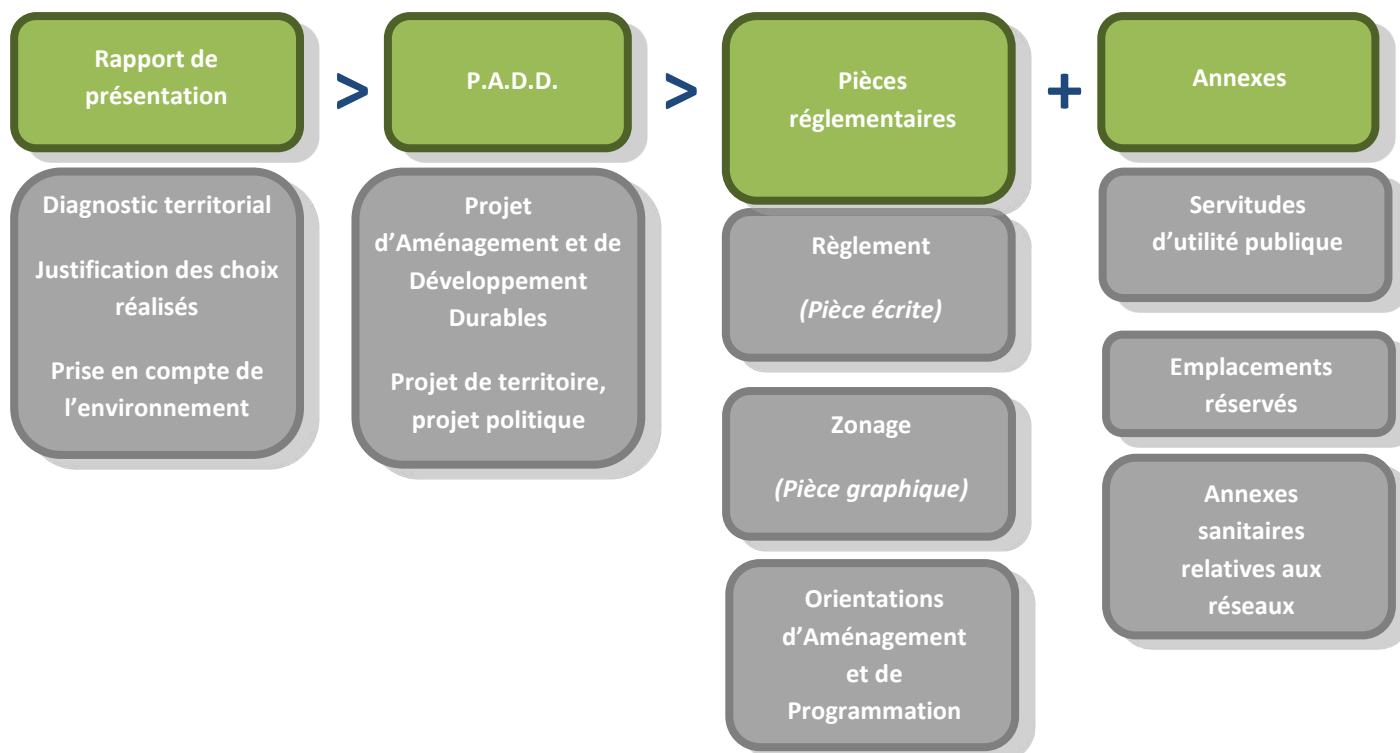 Rapport de
présentation
>
P.A.D.D.
>
Pièces
réglementaires
+
Annexes
Diagnostic territorial
Justification des choix
réalisés
Prise en compte de
l’environnement
Projet
d’Aménagement et de
Développement
Durables
Projet de territoire,
projet politique
Règlement
(Pièce écrite)
Zonage
(Pièce graphique)
Orientations
d’Aménagement
et de
Programmation
Servitudes
d’utilité publique
Emplacements
réservés
Annexes
sanitaires
relatives aux
réseaux